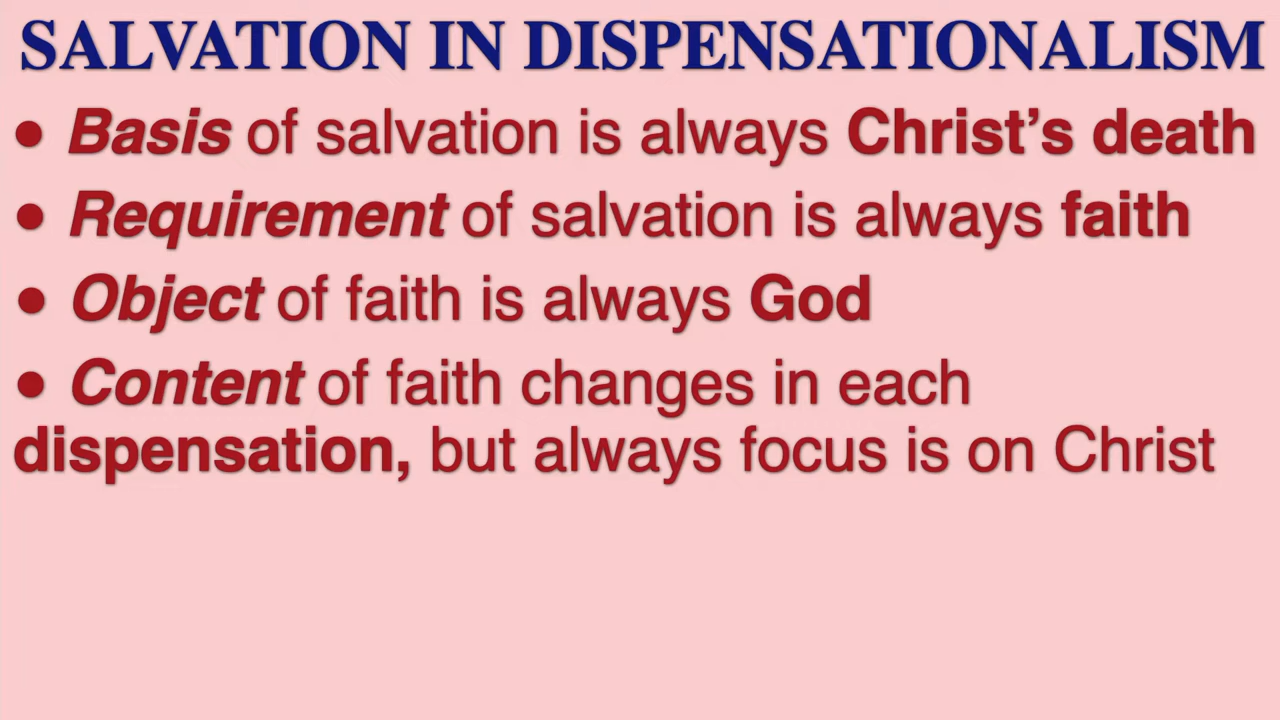 SALVATION IN DISPENSATIONALISM
● Basis of salvation is always Christ’s death
● Requirement of salvation is always faith
● Object of faith is always God
● Content of faith changes in each
dispensation, but always focus is on Christ